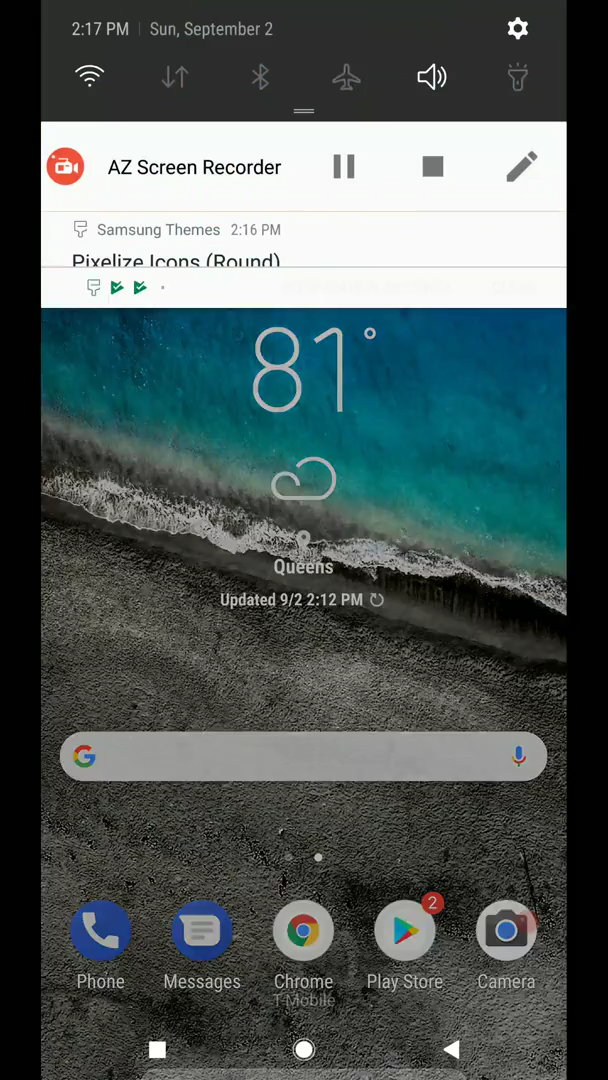 2:17 PM | Sun, September 2
AZ Screen Recorder
Samsung Themes 2:16 PM
Pixelize Icons (Round)
81°
Queens
Updated 9/2 2:12 PM
2
Phone
Messages
Chrome
Play Store
Camera
T-Mobile